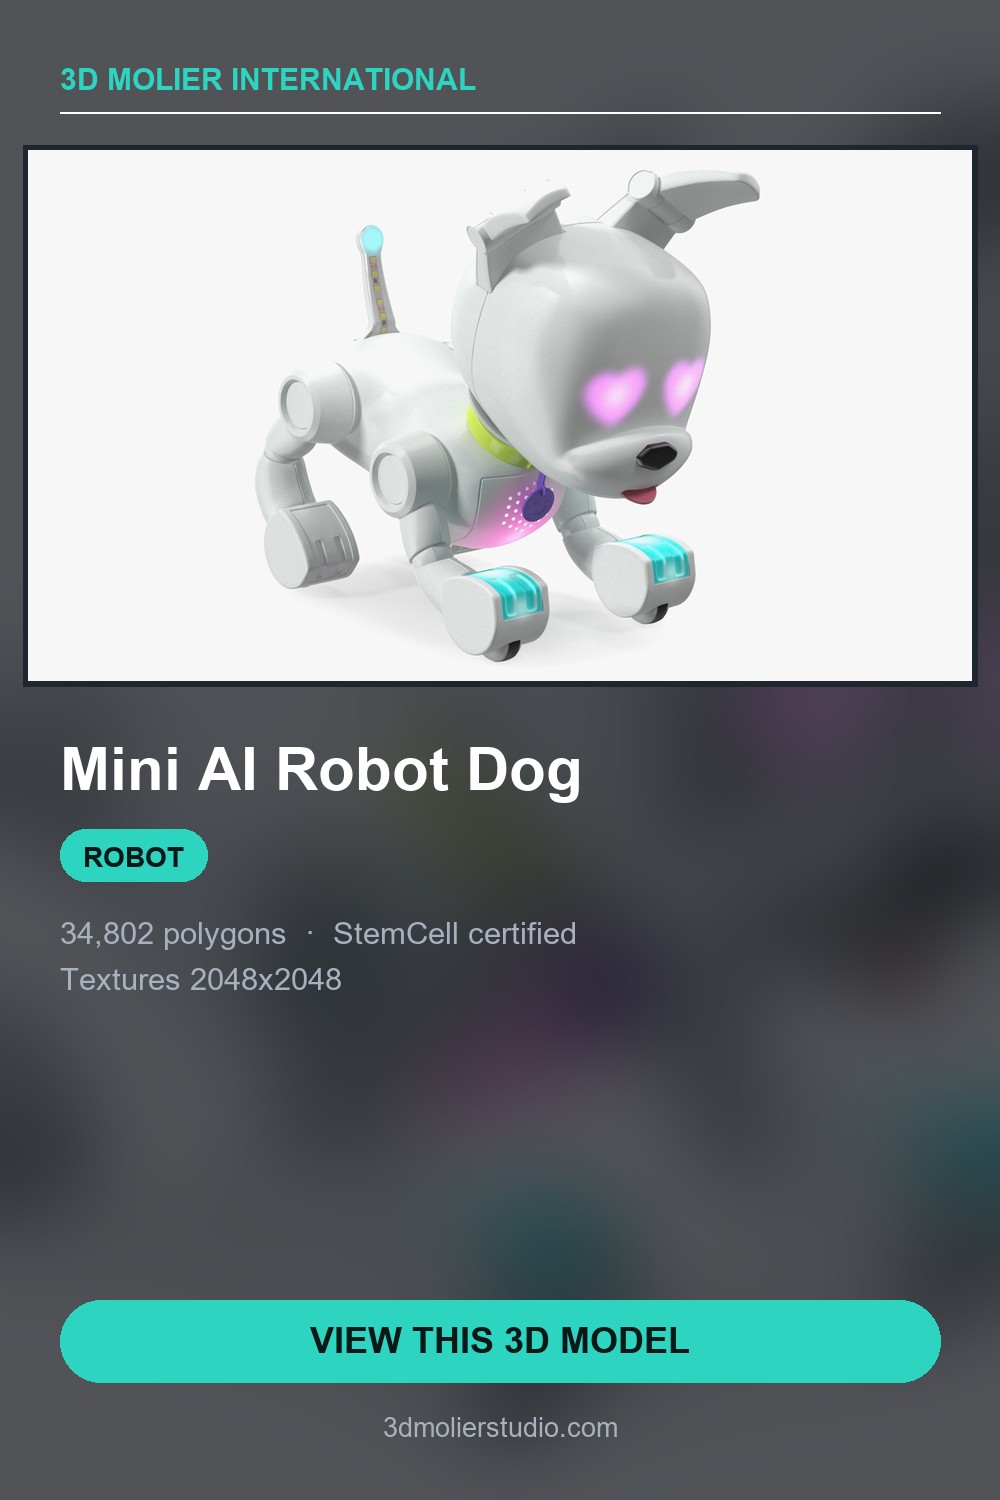 3D MOLIER INTERNATIONAL
Mini AI Robot Dog
ROBOT
34,802 polygons · StemCell certified
Textures 2048x2048
VIEW THIS 3D MODEL
3dmolierstudio.com